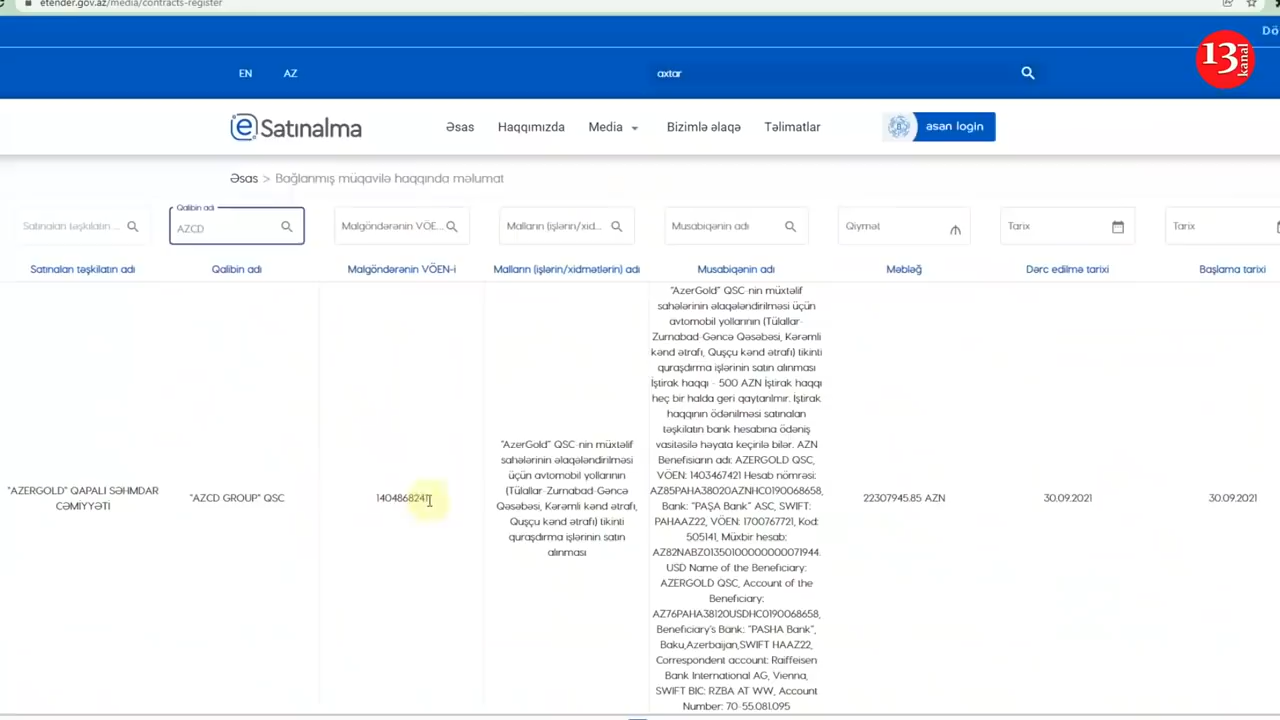 etender.gov.az/media/contracts-register
EN
AZ
axtar
13
kanal
eSatınalma
Əsas
Haqqımızda
Media
Bizimlə əlaqə
Təlimatlar
asan login
Əsas > Bağlanmış müqavilə haqqında məlumat
Satınalan təşkilatın ...
Qalibin adı
AZCD
Malgöndərənin VÖE...
Malların (işlərin/xid...
Musabiqənin adı
Qiymət
Tarix
Tarix
Satınalan təşkilatın adı
Qalibin adı
Malgöndərənin VÖEN-i
Malların (işlərin/xidmətlərin) adı
Musabiqənin adı
Məbləğ
Dərc edilmə tarixi
Başlama tarixi
"AZERGOLD" QAPALI SƏHMDAR
CƏMİYYƏTİ
"AZCD GROUP" QSC
"AzerGold" QSC-nin müxtəlif
sahələrinin əlaqələndirilməsi
üçün avtomobil yollarının
(Tülallar-Zurnabad-Gəncə
Qəsəbəsi, Kərəmli kənd ətrafı,
Quşçu kənd ətrafı) tikinti
quraşdırma işlərinin satın
alınması
"AzerGold" QSC-nin müxtəlif
sahələrinin əlaqələndirilməsi üçün
avtomobil yollarının (Tülallar-
Zurnabad-Gəncə Qəsəbəsi, Kərəmli
kənd ətrafı, Quşçu kənd ətrafı) tikinti
quraşdırma işlərinin satın alınması
İştirak haqqı - 500 AZN İştirak haqqı
heç bir halda geri qaytarılmır. İştirak
haqqının ödənilməsi satınalan
təşkilatın bank hesabına ödəniş
vasitəsilə həyata keçirilə bilər. AZN
Benefisiarın adı: AZERGOLD QSC,
VÖEN: 1403467421 Hesab nömrəsi:
AZ85PAHA38020AZNHC0190068658,
Bank: "PAŞA Bank" ASC, SWIFT:
PAHAAZ22, VÖEN: 1700767721, Kod:
505141, Müxbir hesab:
AZ82NABZ01350100000000071944.
USD Name of the Beneficiary:
AZERGOLD QSC, Account of the
Beneficiary:
AZ76PAHA38120USDHC0190068658,
Beneficiary's Bank: "PASHA Bank",
Baku,Azerbaijan,SWIFT HAAZ22,
Correspondent account: Raiffeisen
Bank International AG, Vienna,
SWIFT BIC: RZBA AT WW, Account
Number: 70-55.081.095
22307945.85 AZN
30.09.2021
30.09.2021